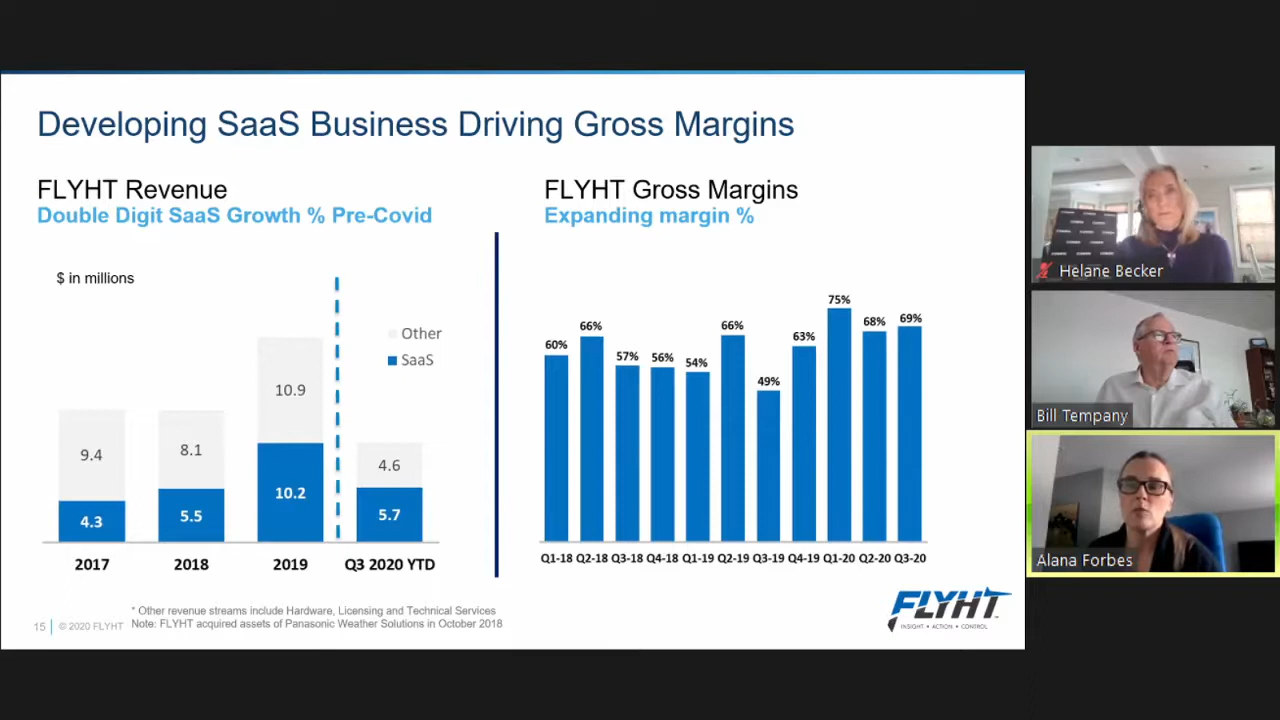 Developing SaaS Business Driving Gross Margins
FLYHT Revenue
Double Digit SaaS Growth % Pre-Covid
$ in millions
Other
SaaS
9.4
8.1
10.9
4.6
4.3
5.5
10.2
5.7
2017
2018
2019
Q3 2020 YTD
FLYHT Gross Margins
Expanding margin %
60%
66%
57%
56%
54%
66%
49%
63%
75%
68%
69%
Q1-18 Q2-18 Q3-18 Q4-18 Q1-19 Q2-19 Q3-19 Q4-19 Q1-20 Q2-20 Q3-20
* Other revenue streams include Hardware, Licensing and Technical Services
Note: FLYHT acquired assets of Panasonic Weather Solutions in October 2018
15 | © 2020 FLYHT
FLYHT
INSIGHT • ACTION • CONTROL
Helane Becker
Bill Tempany
Alana Forbes